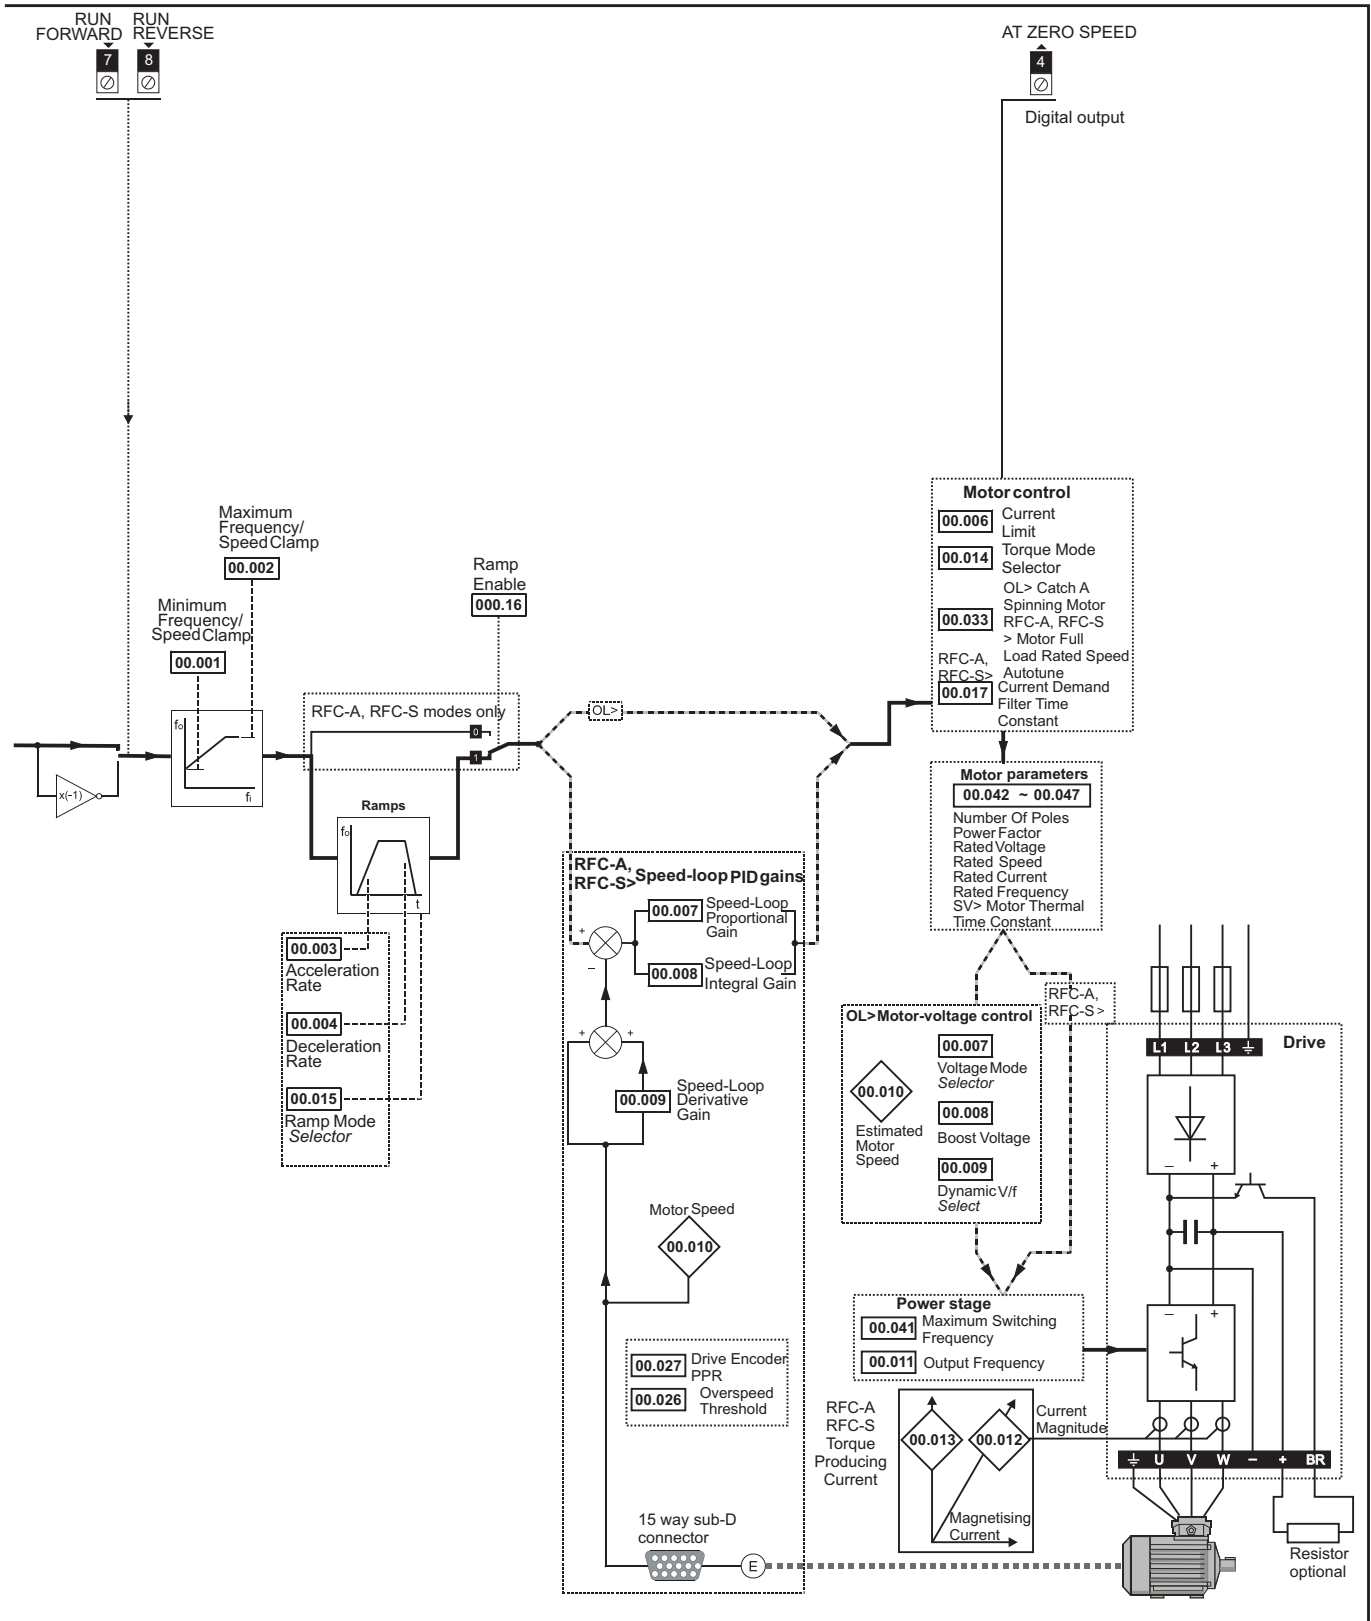 RUN
FORWARD
RUN
REVERSE
7
8
AT ZERO SPEED
4
Digital output
Maximum
Frequency/
Speed Clamp
00.002
Minimum
Frequency/
Speed Clamp
00.001
Ramp
Enable
000.16
x(-1)
fo
fi
RFC-A, RFC-S modes only
0
1
Ramps
fo
t
00.003
Acceleration
Rate
00.004
Deceleration
Rate
00.015
Ramp Mode
Selector
OL>
RFC-A,
RFC-S>
Speed-loop PID gains
+
−
00.007
Speed-Loop
Proportional
Gain
00.008
Speed-Loop
Integral Gain
+
+
00.009
Speed-Loop
Derivative
Gain
Motor Speed
00.010
00.027
Drive Encoder
PPR
00.026
Overspeed
Threshold
15 way sub-D
connector
E
Motor control
00.006
Current
Limit
00.014
Torque Mode
Selector
00.033
OL> Catch A
Spinning Motor
RFC-A, RFC-S
> Motor Full
Load Rated Speed
Autotune
RFC-A,
RFC-S>
00.017
Current Demand
Filter Time
Constant
Motor parameters
00.042 ~ 00.047
Number Of Poles
Power Factor
Rated Voltage
Rated Speed
Rated Current
Rated Frequency
SV> Motor Thermal
Time Constant
RFC-A,
RFC-S >
OL> Motor-voltage control
00.010
Estimated
Motor
Speed
00.007
Voltage Mode
Selector
00.008
Boost Voltage
00.009
Dynamic V/f
Select
Power stage
00.041
Maximum Switching
Frequency
00.011
Output Frequency
RFC-A
RFC-S
Torque
Producing
Current
00.013
00.012
Current
Magnitude
Magnetising
Current
Drive
L1 L2 L3
− +
− +
U V W − + BR
Resistor
optional